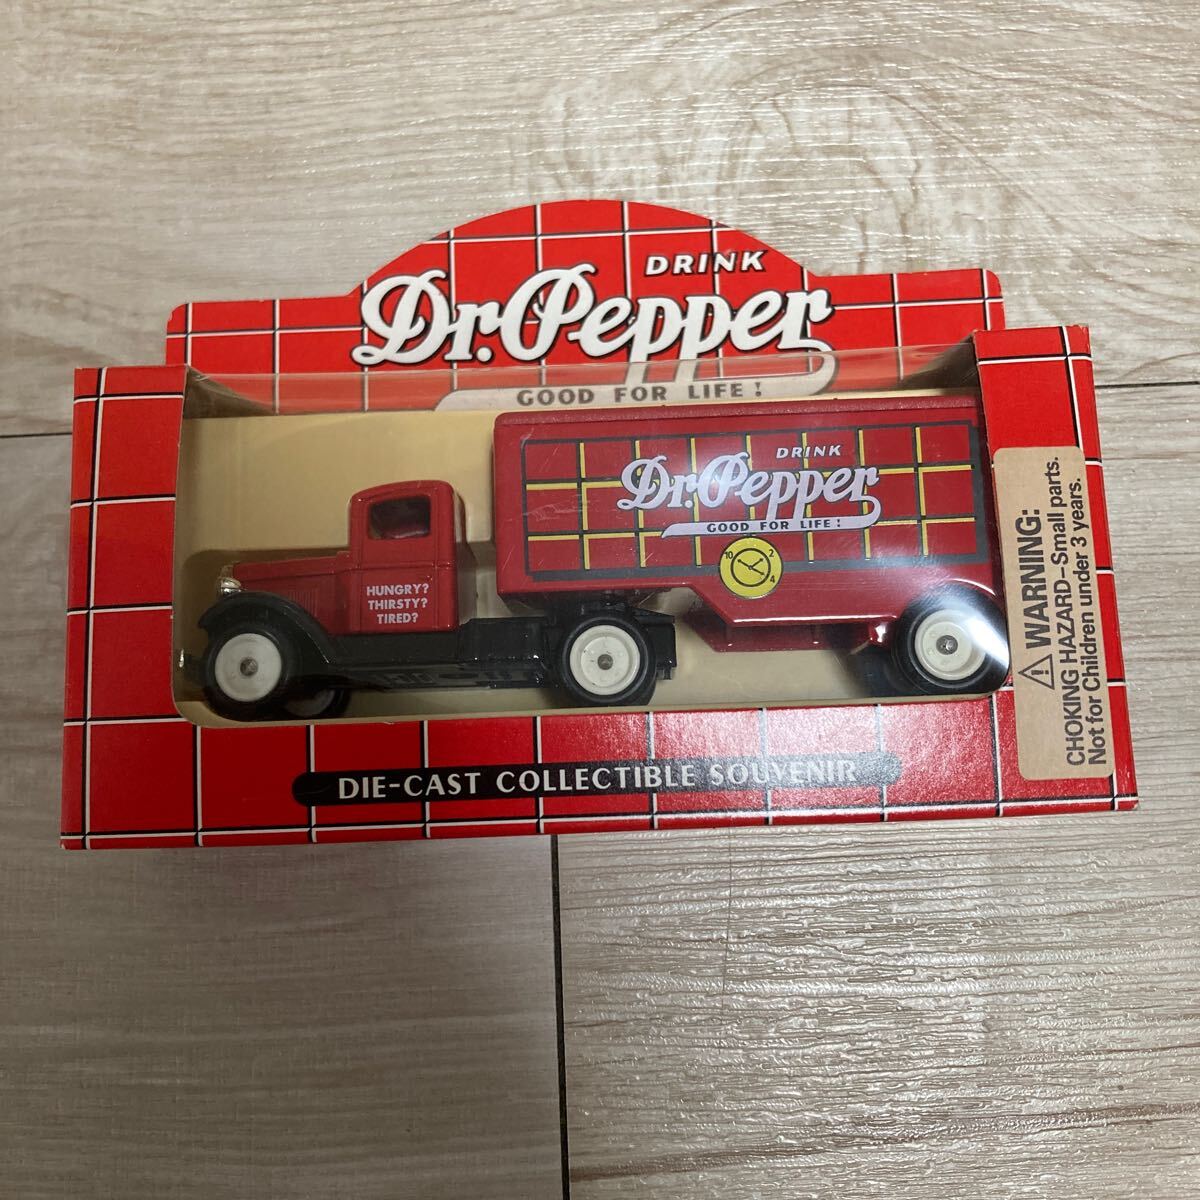 DRINK
Dr.Pepper
GOOD FOR LIFE!
DRINK
Dr.Pepper
GOOD FOR LIFE!
10 2
4
HUNGRY?
THIRSTY?
TIRED?
⚠ WARNING:
CHOKING HAZARD-Small parts.
Not for Children under 3 years.
DIE-CAST COLLECTIBLE SOUVENIR